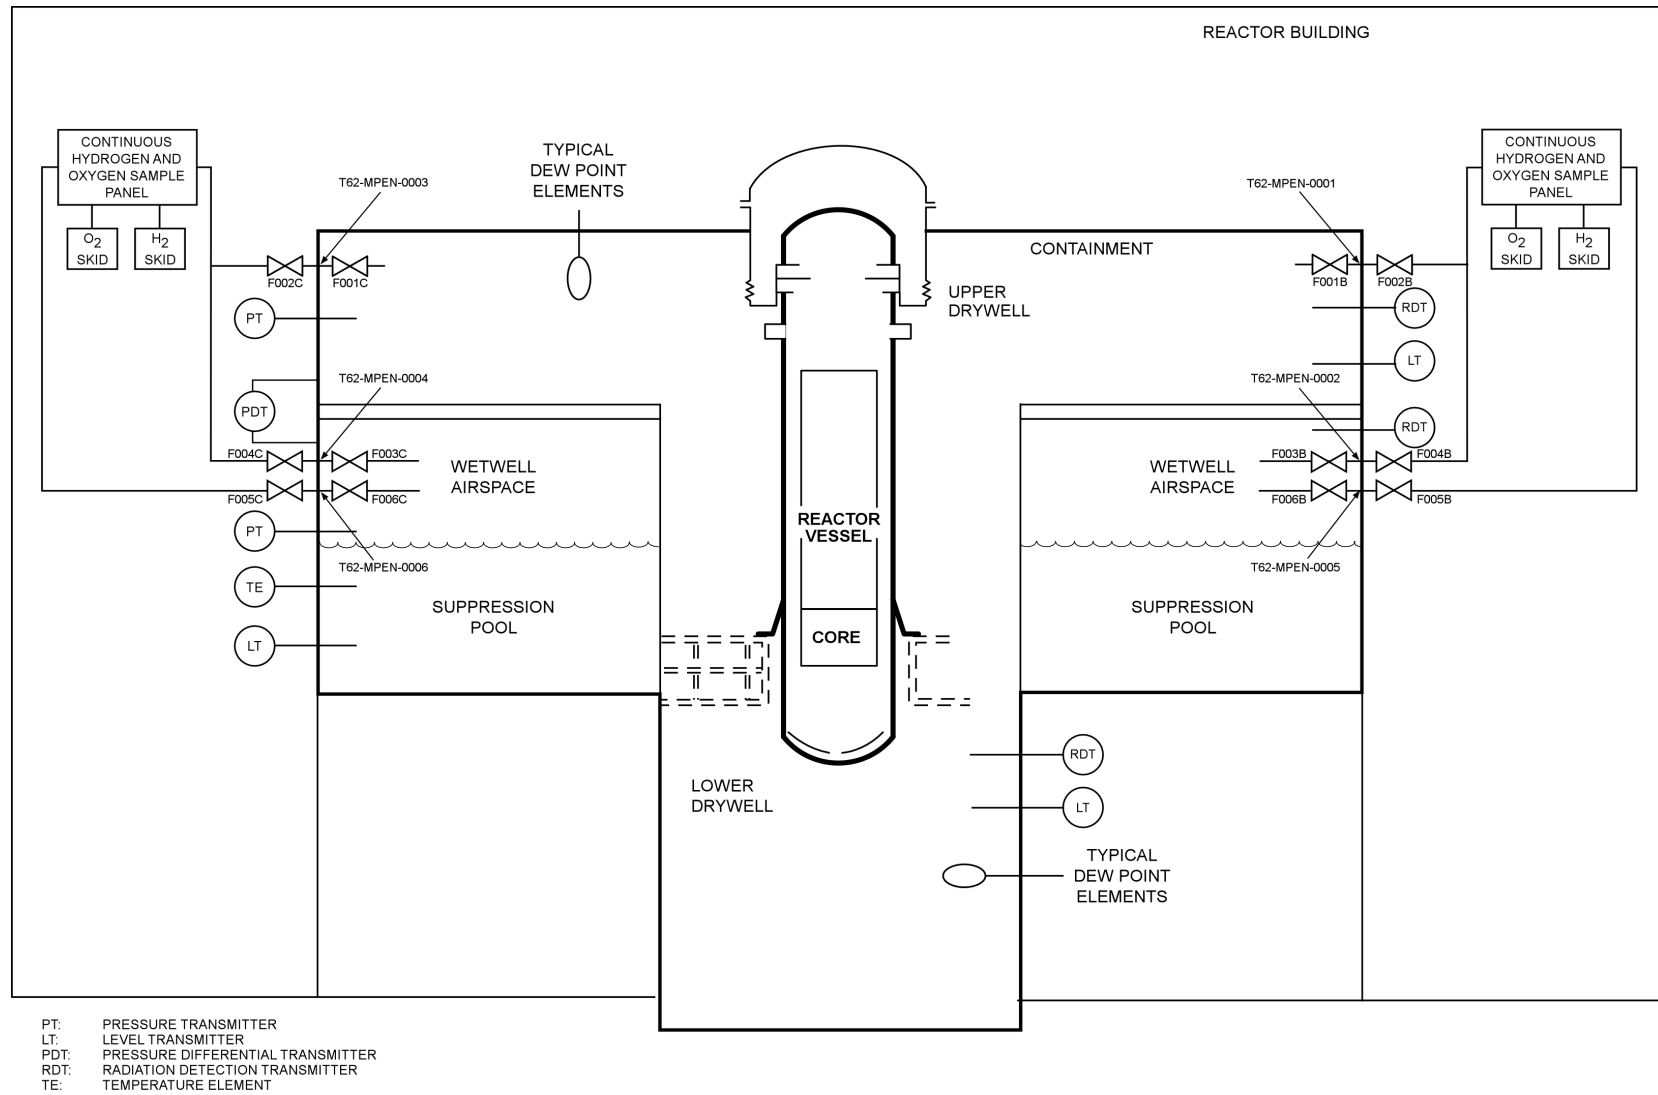 REACTOR BUILDING
CONTINUOUS
HYDROGEN AND
OXYGEN SAMPLE
PANEL
O2
SKID
H2
SKID
T62-MPEN-0003
TYPICAL
DEW POINT
ELEMENTS
T62-MPEN-0001
CONTINUOUS
HYDROGEN AND
OXYGEN SAMPLE
PANEL
O2
SKID
H2
SKID
CONTAINMENT
F002C
F001C
F001B
F002B
UPPER
DRYWELL
PT
RDT
LT
T62-MPEN-0004
T62-MPEN-0002
PDT
RDT
F004C
F003C
F003B
F004B
WETWELL
AIRSPACE
WETWELL
AIRSPACE
F005C
F006C
F006B
F005B
REACTOR
VESSEL
PT
T62-MPEN-0006
T62-MPEN-0005
TE
SUPPRESSION
POOL
SUPPRESSION
POOL
CORE
LT
RDT
LOWER
DRYWELL
LT
TYPICAL
DEW POINT
ELEMENTS
PT: PRESSURE TRANSMITTER
LT: LEVEL TRANSMITTER
PDT: PRESSURE DIFFERENTIAL TRANSMITTER
RDT: RADIATION DETECTION TRANSMITTER
TE: TEMPERATURE ELEMENT